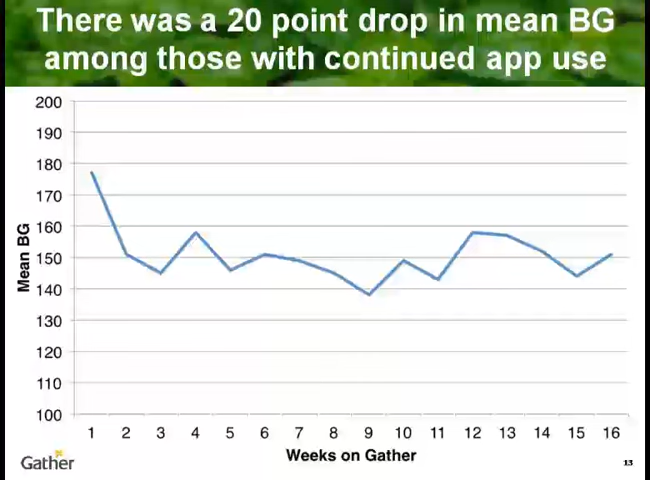 There was a 20 point drop in mean BG
among those with continued app use
200
190
180
170
160
150
140
130
120
110
100
Mean BG
1 2 3 4 5 6 7 8 9 10 11 12 13 14 15 16
Weeks on Gather
Gather
13